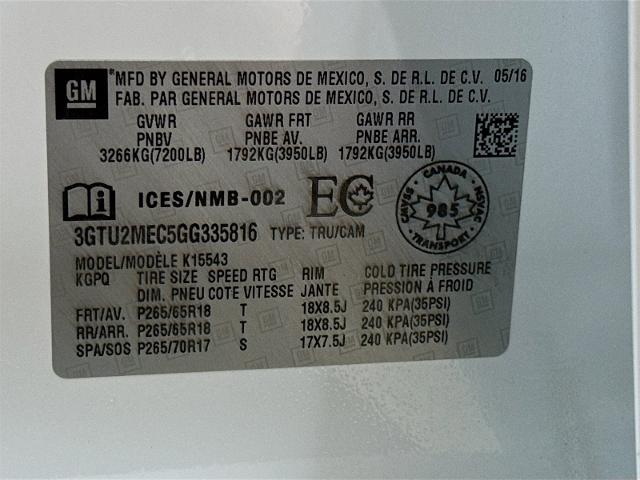 GM
*MFD BY GENERAL MOTORS DE MEXICO, S. DE R.L. DE C.V. 05/16
FAB. PAR GENERAL MOTORS DE MEXICO, S. DE R.L. DE C.V.
GVWR GAWR FRT GAWR RR
PNBV PNBE AV. PNBE ARR.
3266KG(7200LB) 1792KG(3950LB) 1792KG(3950LB)
ICES/NMB-002 EC CANADA CMVSS 985 NSVAC TRANSPORT
3GTU2MEC5GG335816 TYPE: TRU/CAM
MODEL/MODÈLE K15543
KGPQ TIRE SIZE SPEED RTG RIM COLD TIRE PRESSURE
DIM. PNEU COTE VITESSE JANTE PRESSION À FROID
FRT/AV. P265/65R18 T 18X8.5J 240 KPA(35PSI)
RR/ARR. P265/65R18 T 18X8.5J 240 KPA(35PSI)
SPA/SOS P265/70R17 S 17X7.5J 240 KPA(35PSI)